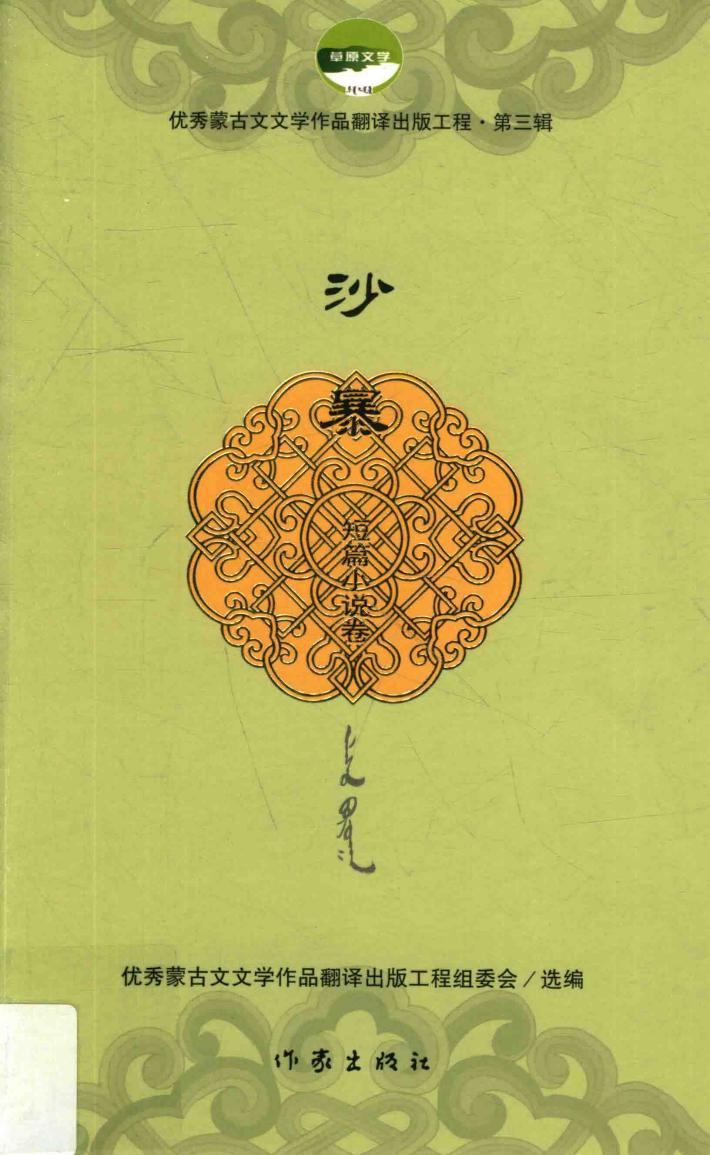 草原文学
优秀蒙古文文学作品翻译出版工程·第三辑
沙
暴
短篇小说卷
优秀蒙古文文学作品翻译出版工程组委会/选编
作家出版社